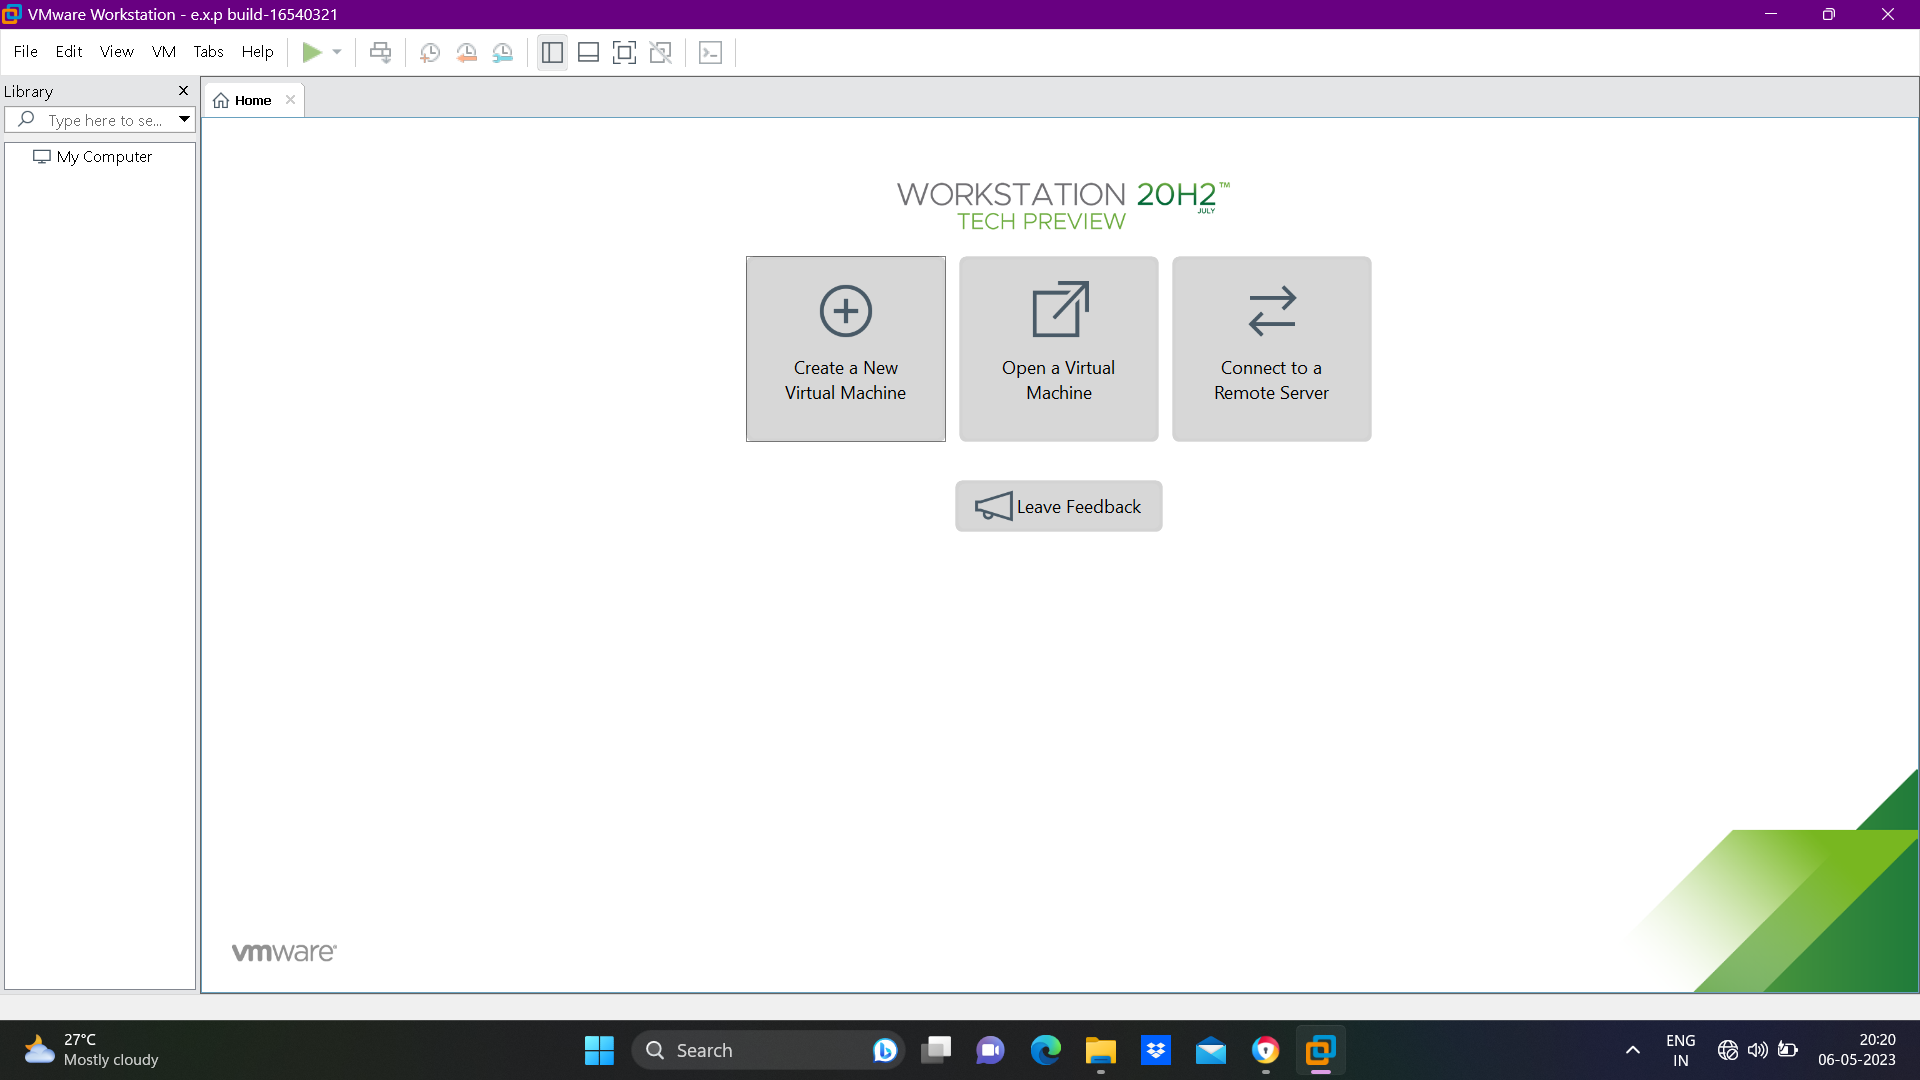 VMware Workstation - e.x.p build-16540321
File Edit View VM Tabs Help
Library
Type here to se...
My Computer
Home
WORKSTATION 20H2™
JULY
TECH PREVIEW
Create a New
Virtual Machine
Open a Virtual
Machine
Connect to a
Remote Server
Leave Feedback
vmware®
27°C
Mostly cloudy
Search
ENG
IN
20:20
06-05-2023